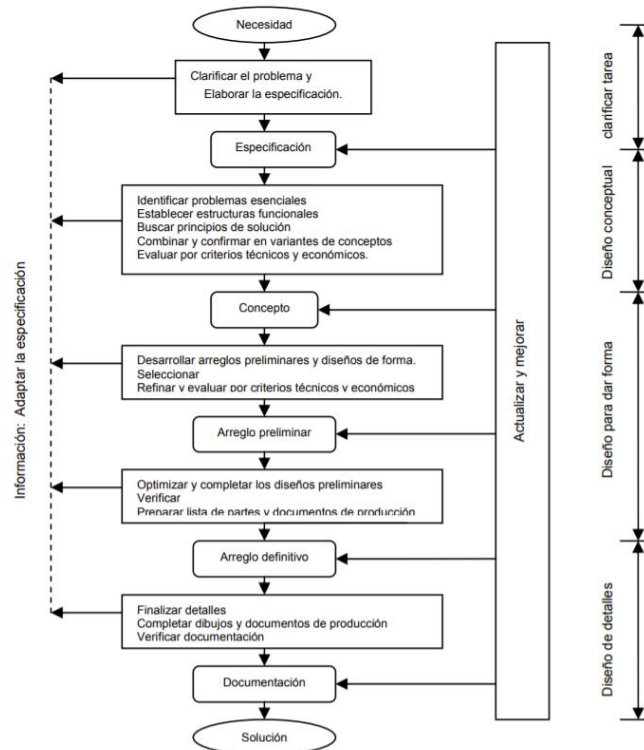 Necesidad
Clarificar el problema y
Elaborar la especificación.
Especificación
Identificar problemas esenciales
Establecer estructuras funcionales
Buscar principios de solución
Combinar y confirmar en variantes de conceptos
Evaluar por criterios técnicos y económicos.
Concepto
Desarrollar arreglos preliminares y diseños de forma.
Seleccionar
Refinar y evaluar por criterios técnicos y económicos
Arreglo preliminar
Optimizar y completar los diseños preliminares
Verificar
Preparar lista de partes y documentos de producción
Arreglo definitivo
Finalizar detalles
Completar dibujos y documentos de producción
Verificar documentación
Documentación
Solución
Información: Adaptar la especificación
Actualizar y mejorar
clarificar tarea
Diseño conceptual
Diseño para dar forma
Diseño de detalles